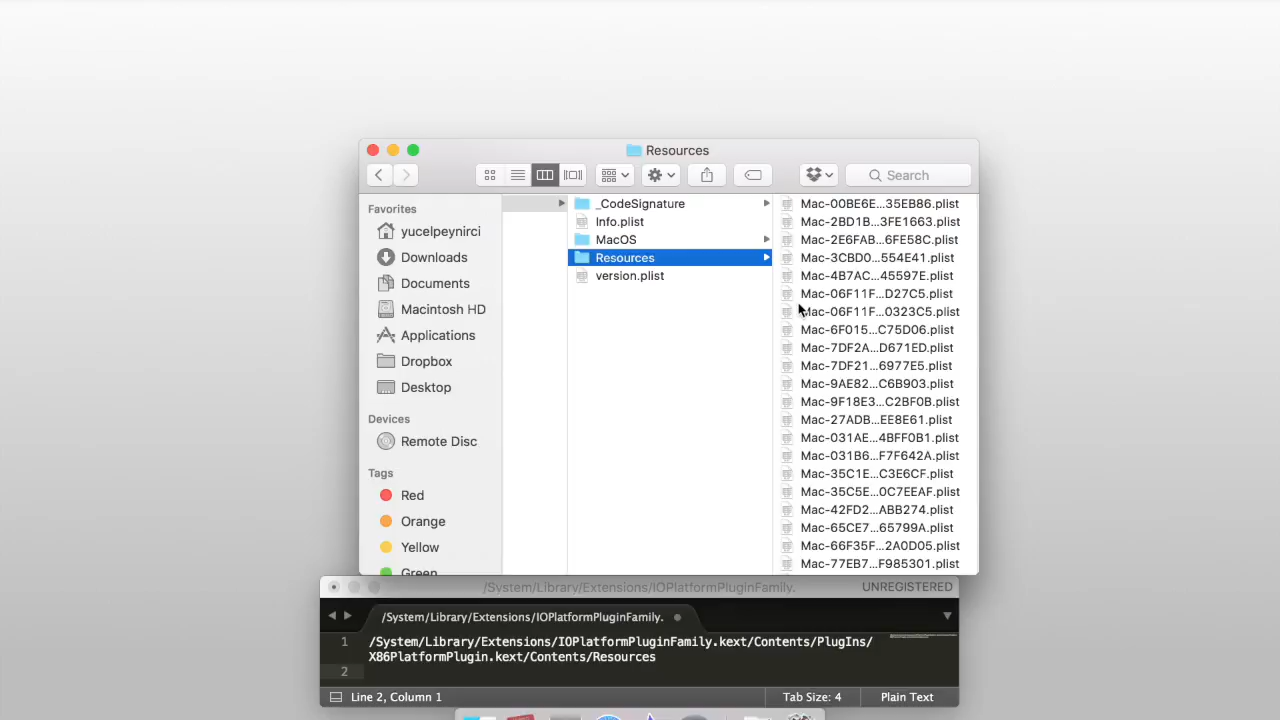 Resources
Search
Favorites
yucelpeynirci
Downloads
Documents
Macintosh HD
Applications
Dropbox
Desktop
Devices
Remote Disc
Tags
Red
Orange
Yellow
Green
_CodeSignature
Info.plist
MacOS
Resources
version.plist
Mac-00BE6E...35EB86.plist
Mac-2BD1B...3FE1663.plist
Mac-2E6FAB...6FE58C.plist
Mac-3CBD0...554E41.plist
Mac-4B7AC...45597E.plist
Mac-06F11F...D27C5.plist
Mac-06F11F...0323C5.plist
Mac-6F015...C75D06.plist
Mac-7DF2A...D671ED.plist
Mac-7DF21...6977E5.plist
Mac-9AE82...C6B903.plist
Mac-9F18E3...C2BF0B.plist
Mac-27ADB...EE8E61.plist
Mac-031AE...4BFF0B1.plist
Mac-031B6...F7F642A.plist
Mac-35C1E...C3E6CF.plist
Mac-35C5E...0C7EEAF.plist
Mac-42FD2...ABB274.plist
Mac-65CE7...65799A.plist
Mac-66F35F...2A0D05.plist
Mac-77EB7...F985301.plist
/System/Library/Extensions/IOPlatformPluginFamily.
UNREGISTERED
/System/Library/Extensions/IOPlatformPluginFamily.
1 /System/Library/Extensions/IOPlatformPluginFamily.kext/Contents/PlugIns/
X86PlatformPlugin.kext/Contents/Resources
2
Line 2, Column 1
Tab Size: 4
Plain Text